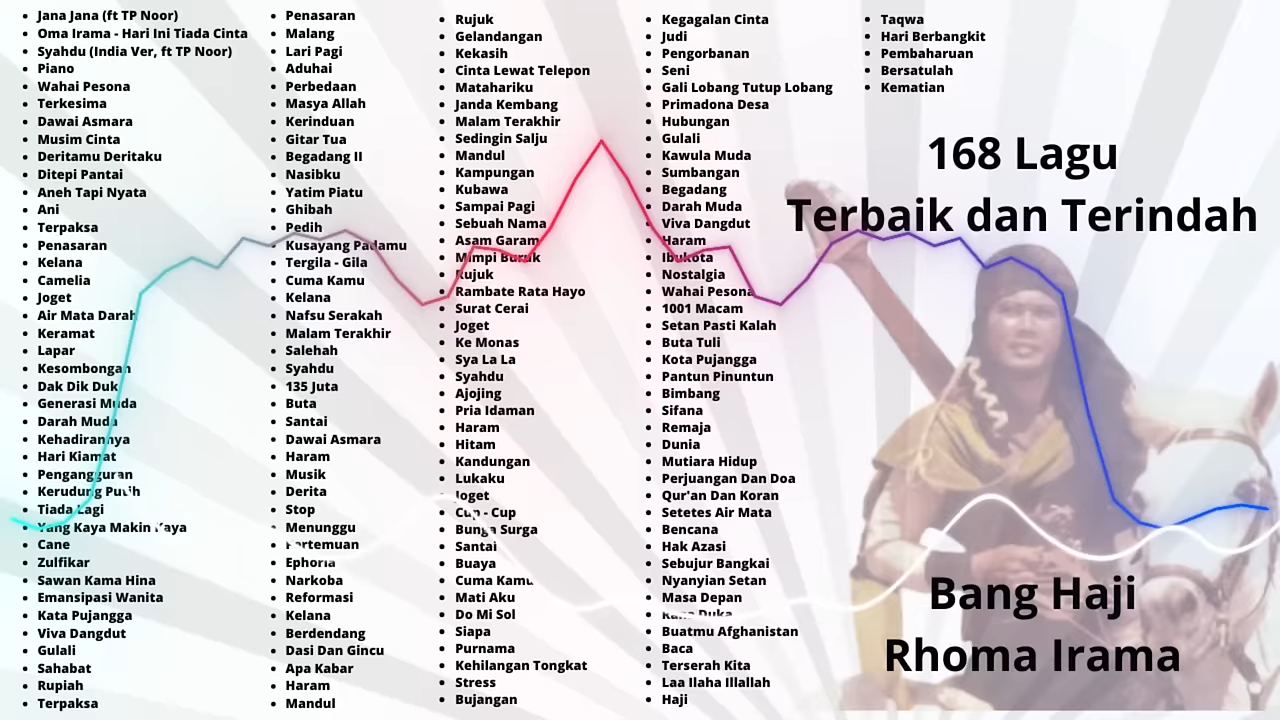 Jana Jana (ft TP Noor)
Oma Irama - Hari Ini Tiada Cinta
Syahdu (India Ver, ft TP Noor)
Piano
Wahai Pesona
Terkesima
Dawai Asmara
Musim Cinta
Deritamu Deritaku
Ditepi Pantai
Aneh Tapi Nyata
Ani
Terpaksa
Penasaran
Kelana
Camelia
Joget
Air Mata Darah
Keramat
Lapar
Kesombongan
Dak Dik Duk
Generasi Muda
Darah Muda
Kehadirannya
Hari Kiamat
Pengangguran
Kerudung Putih
Tiada Lagi
Yang Kaya Makin Kaya
Cane
Zulfikar
Sawan Kama Hina
Emansipasi Wanita
Kata Pujangga
Viva Dangdut
Gulali
Sahabat
Rupiah
Terpaksa
Penasaran
Malang
Lari Pagi
Aduhai
Perbedaan
Masya Allah
Kerinduan
Gitar Tua
Begadang II
Nasibku
Yatim Piatu
Ghibah
Pedih
Kusayang Padamu
Tergila - Gila
Cuma Kamu
Kelana
Nafsu Serakah
Malam Terakhir
Salehah
Syahdu
135 Juta
Buta
Santai
Dawai Asmara
Haram
Musik
Derita
Stop
Menunggu
Pertemuan
Ephoria
Narkoba
Reformasi
Kelana
Berdendang
Dasi Dan Gincu
Apa Kabar
Haram
Mandul
Rujuk
Gelandangan
Kekasih
Cinta Lewat Telepon
Matahariku
Janda Kembang
Malam Terakhir
Sedingin Salju
Mandul
Kampungan
Kubawa
Sampai Pagi
Sebuah Nama
Asam Garam
Mimpi Buruk
Rujuk
Rambate Rata Hayo
Surat Cerai
Joget
Ke Monas
Sya La La
Syahdu
Ajojing
Pria Idaman
Haram
Hitam
Kandungan
Lukaku
Joget
Cup - Cup
Bunga Surga
Santai
Buaya
Cuma Kamu
Mati Aku
Do Mi Sol
Siapa
Purnama
Kehilangan Tongkat
Stress
Bujangan
Kegagalan Cinta
Judi
Pengorbanan
Seni
Gali Lobang Tutup Lobang
Primadona Desa
Hubungan
Gulali
Kawula Muda
Sumbangan
Begadang
Darah Muda
Viva Dangdut
Haram
Ibukota
Nostalgia
Wahai Pesona
1001 Macam
Setan Pasti Kalah
Buta Tuli
Kota Pujangga
Pantun Pinuntun
Bimbang
Sifana
Remaja
Dunia
Mutiara Hidup
Perjuangan Dan Doa
Qur'an Dan Koran
Setetes Air Mata
Bencana
Hak Azasi
Sebujur Bangkai
Nyanyian Setan
Masa Depan
Duka
Buatmu Afghanistan
Baca
Terserah Kita
Laa Ilaha Illallah
Haji
Taqwa
Hari Berbangkit
Pembaharuan
Bersatulah
Kematian
168 Lagu
Terbaik dan Terindah
Bang Haji
Rhoma Irama